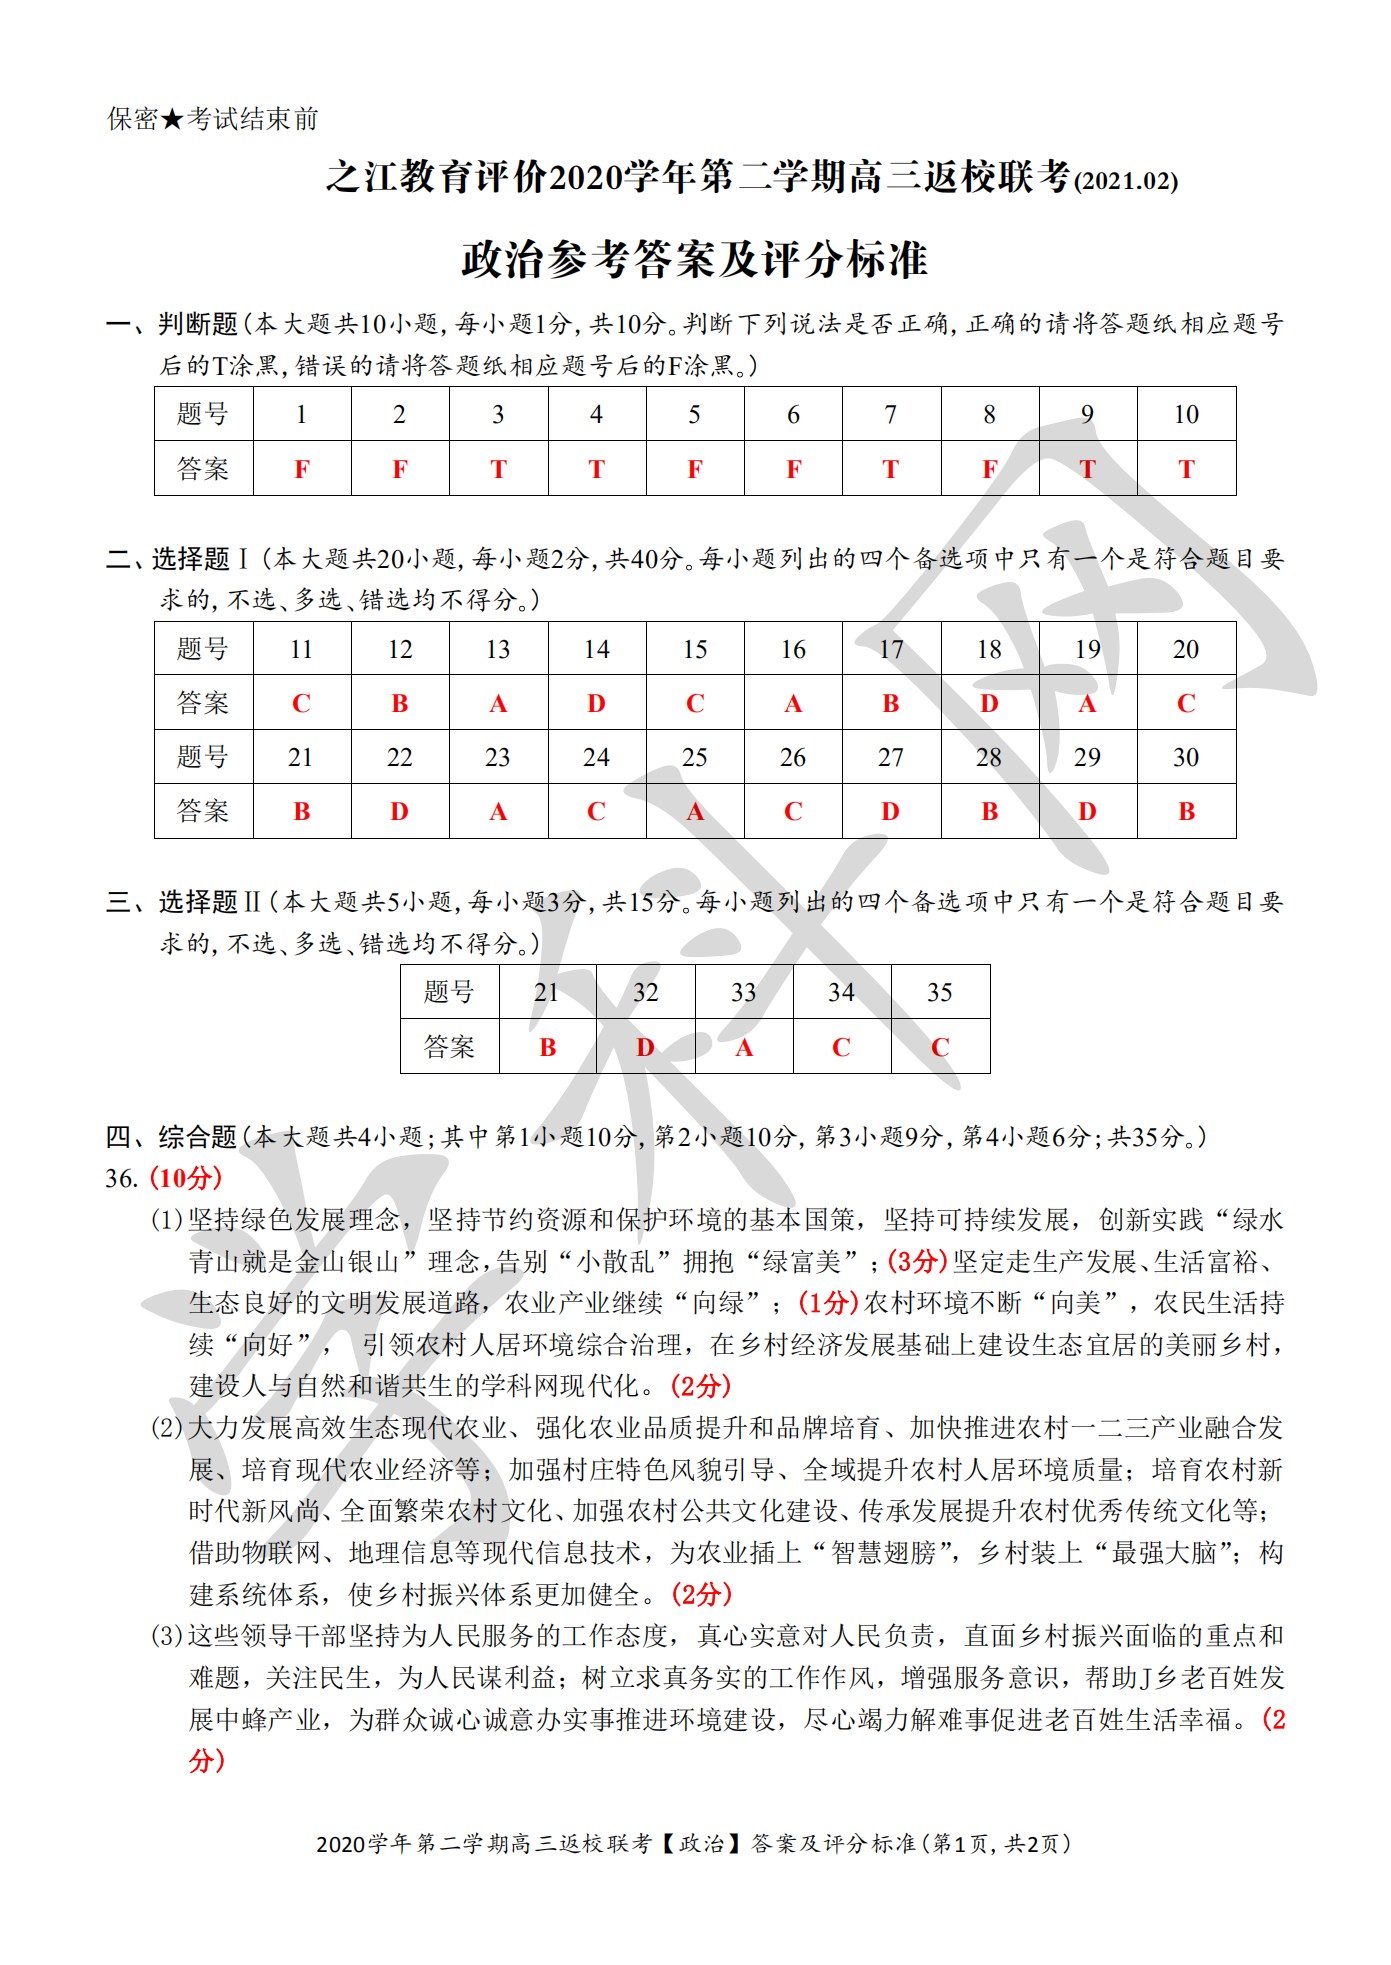 保密★考试结束前
之江教育评价2020学年第二学期高三返校联考(2021.02)
政治参考答案及评分标准
一、判断题(本大题共10小题,每小题1分,共10分。判断下列说法是否正确,正确的请将答题纸相应题号
后的T涂黑,错误的请将答题纸相应题号后的F涂黑。)
题号 1 2 3 4 5 6 7 8 9 10
答案 F F T T F F T F T T
二、选择题Ⅰ(本大题共20小题,每小题2分,共40分。每小题列出的四个备选项中只有一个是符合题目要
求的,不选、多选、错选均不得分。)
题号 11 12 13 14 15 16 17 18 19 20
答案 C B A D C A B D A C
题号 21 22 23 24 25 26 27 28 29 30
答案 B D A C A C D B D B
三、选择题Ⅱ(本大题共5小题,每小题3分,共15分。每小题列出的四个备选项中只有一个是符合题目要
求的,不选、多选、错选均不得分。)
题号 21 32 33 34 35
答案 B D A C C
四、综合题(本大题共4小题;其中第1小题10分,第2小题10分,第3小题9分,第4小题6分;共35分。)
36. (10分)
(1)坚持绿色发展理念，坚持节约资源和保护环境的基本国策，坚持可持续发展，创新实践“绿水
青山就是金山银山”理念，告别“小散乱”拥抱“绿富美”；(3分)坚定走生产发展、生活富裕、
生态良好的文明发展道路，农业产业继续“向绿”；(1分)农村环境不断“向美”，农民生活持
续“向好”， 引领农村人居环境综合治理，在乡村经济发展基础上建设生态宜居的美丽乡村，
建设人与自然和谐共生的学科网现代化。(2分)
(2)大力发展高效生态现代农业、强化农业品质提升和品牌培育、加快推进农村一二三产业融合发
展、培育现代农业经济等；加强村庄特色风貌引导、全域提升农村人居环境质量；培育农村新
时代新风尚、全面繁荣农村文化、加强农村公共文化建设、传承发展提升农村优秀传统文化等；
借助物联网、地理信息等现代信息技术，为农业插上“智慧翅膀”，乡村装上“最强大脑”；构
建系统体系，使乡村振兴体系更加健全。(2分)
(3)这些领导干部坚持为人民服务的工作态度，真心实意对人民负责，直面乡村振兴面临的重点和
难题，关注民生，为人民谋利益；树立求真务实的工作作风，增强服务意识，帮助J乡老百姓发
展中蜂产业，为群众诚心诚意办实事推进环境建设，尽心竭力解难事促进老百姓生活幸福。(2
分)
2020学年第二学期高三返校联考【政治】答案及评分标准(第1页,共2页)
学科网